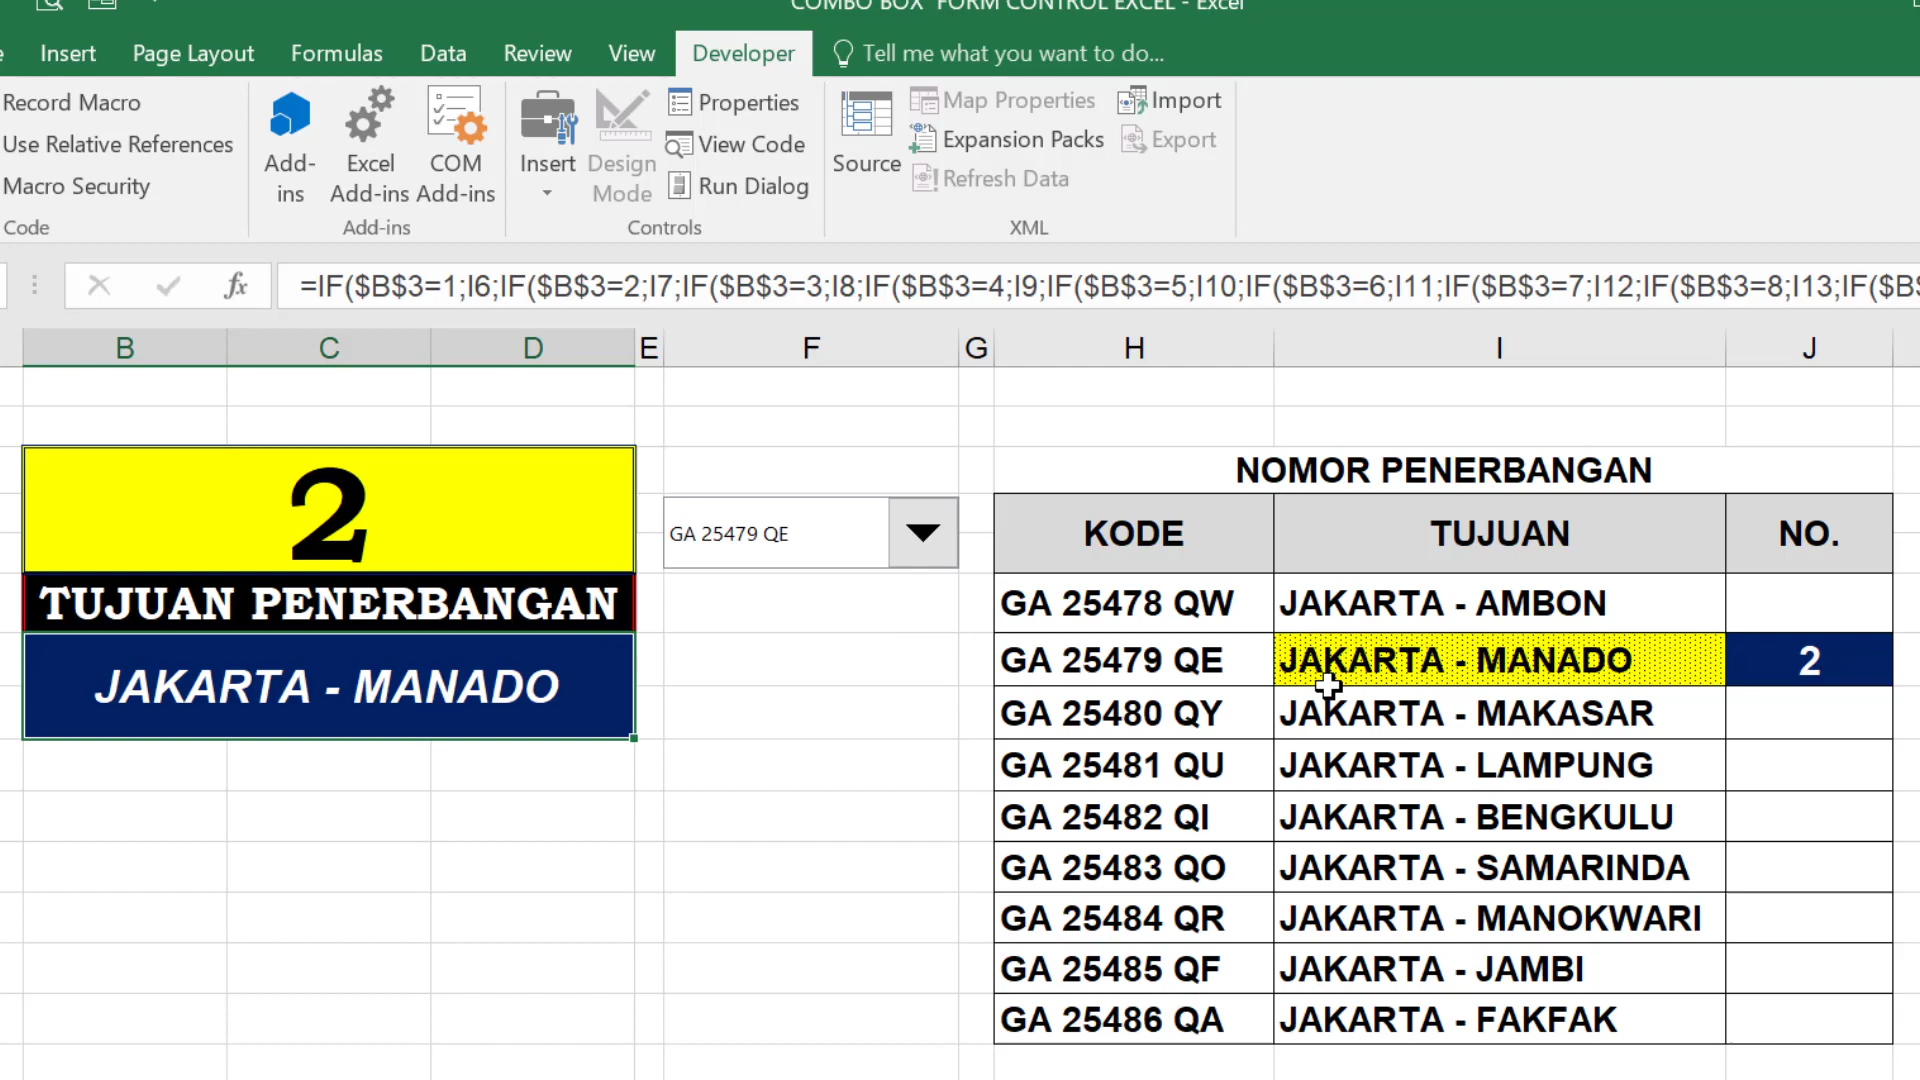 COMBO BOX FORM CONTROL EXCEL - Excel
Insert Page Layout Formulas Data Review View Developer Tell me what you want to do...
Record Macro
Use Relative References
Macro Security
Code
Add-
ins
Excel
Add-ins
COM
Add-ins
Add-ins
Insert
Design
Mode
Properties
View Code
Run Dialog
Controls
Source
Map Properties
Expansion Packs
Refresh Data
Import
Export
XML
fx =IF($B$3=1;I6;IF($B$3=2;I7;IF($B$3=3;I8;IF($B$3=4;I9;IF($B$3=5;I10;IF($B$3=6;I11;IF($B$3=7;I12;IF($B$3=8;I13;IF($B$
B C D E F G H I J
2
TUJUAN PENERBANGAN
JAKARTA - MANADO
GA 25479 QE
NOMOR PENERBANGAN
KODE TUJUAN NO.
GA 25478 QW JAKARTA - AMBON
GA 25479 QE JAKARTA - MANADO 2
GA 25480 QY JAKARTA - MAKASAR
GA 25481 QU JAKARTA - LAMPUNG
GA 25482 QI JAKARTA - BENGKULU
GA 25483 QO JAKARTA - SAMARINDA
GA 25484 QR JAKARTA - MANOKWARI
GA 25485 QF JAKARTA - JAMBI
GA 25486 QA JAKARTA - FAKFAK